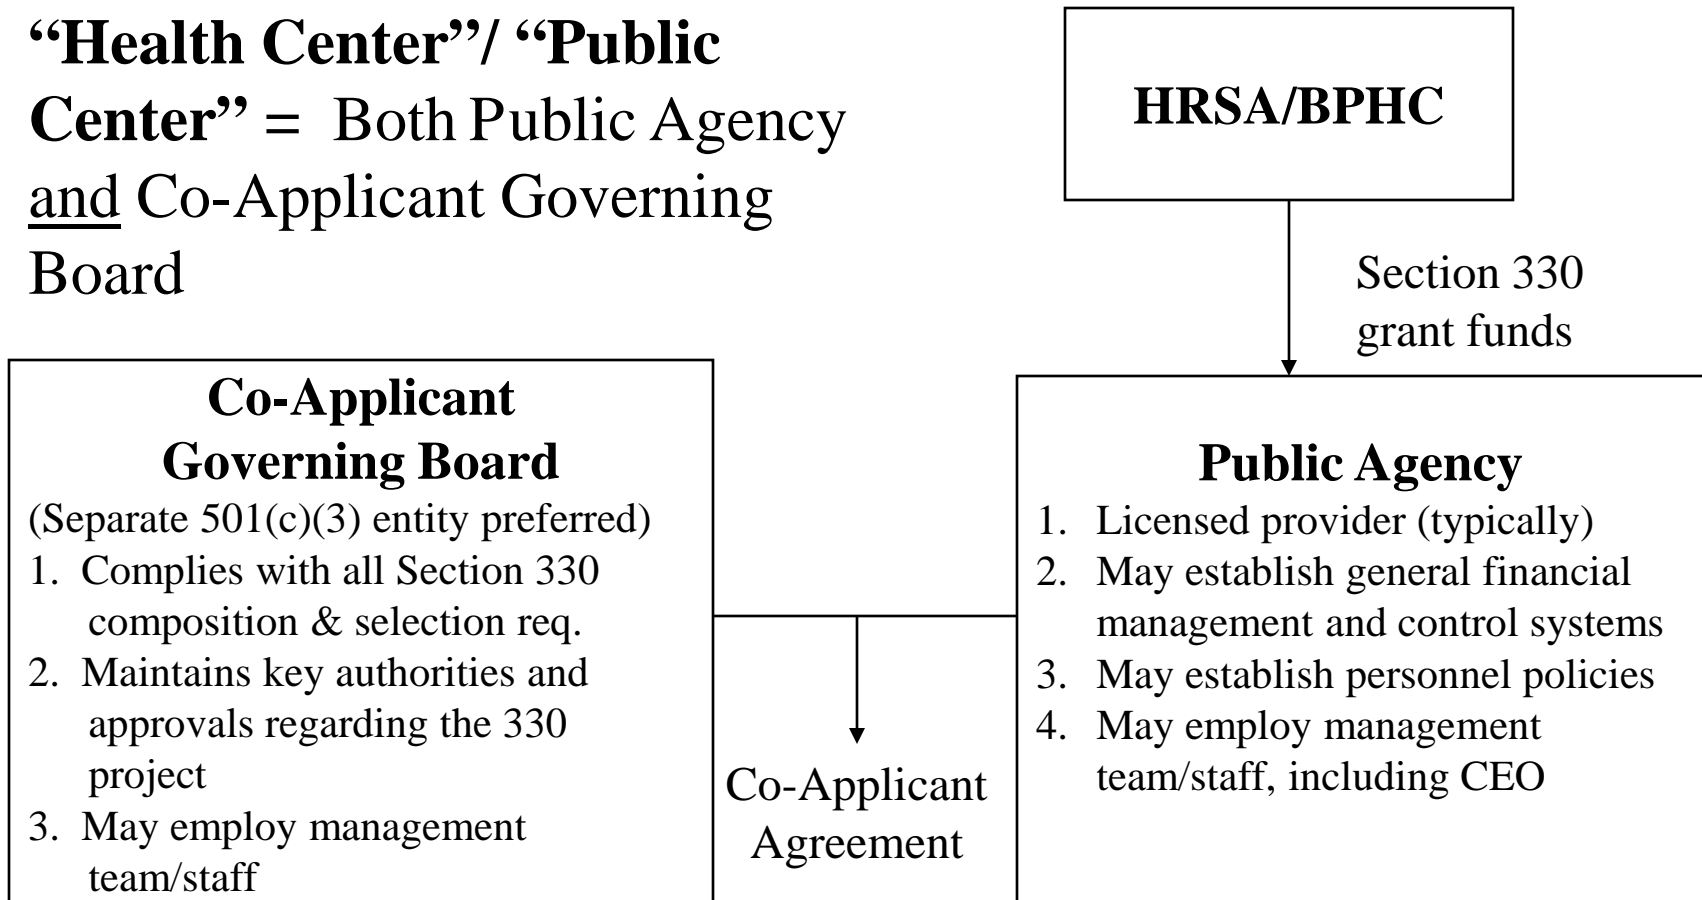 “Health Center”/ “Public
Center” = Both Public Agency
and Co-Applicant Governing
Board
HRSA/BPHC
Section 330
grant funds
Co-Applicant
Governing Board
(Separate 501(c)(3) entity preferred)
1. Complies with all Section 330
composition & selection req.
2. Maintains key authorities and
approvals regarding the 330
project
3. May employ management
team/staff
Co-Applicant
Agreement
Public Agency
1. Licensed provider (typically)
2. May establish general financial
management and control systems
3. May establish personnel policies
4. May employ management
team/staff, including CEO